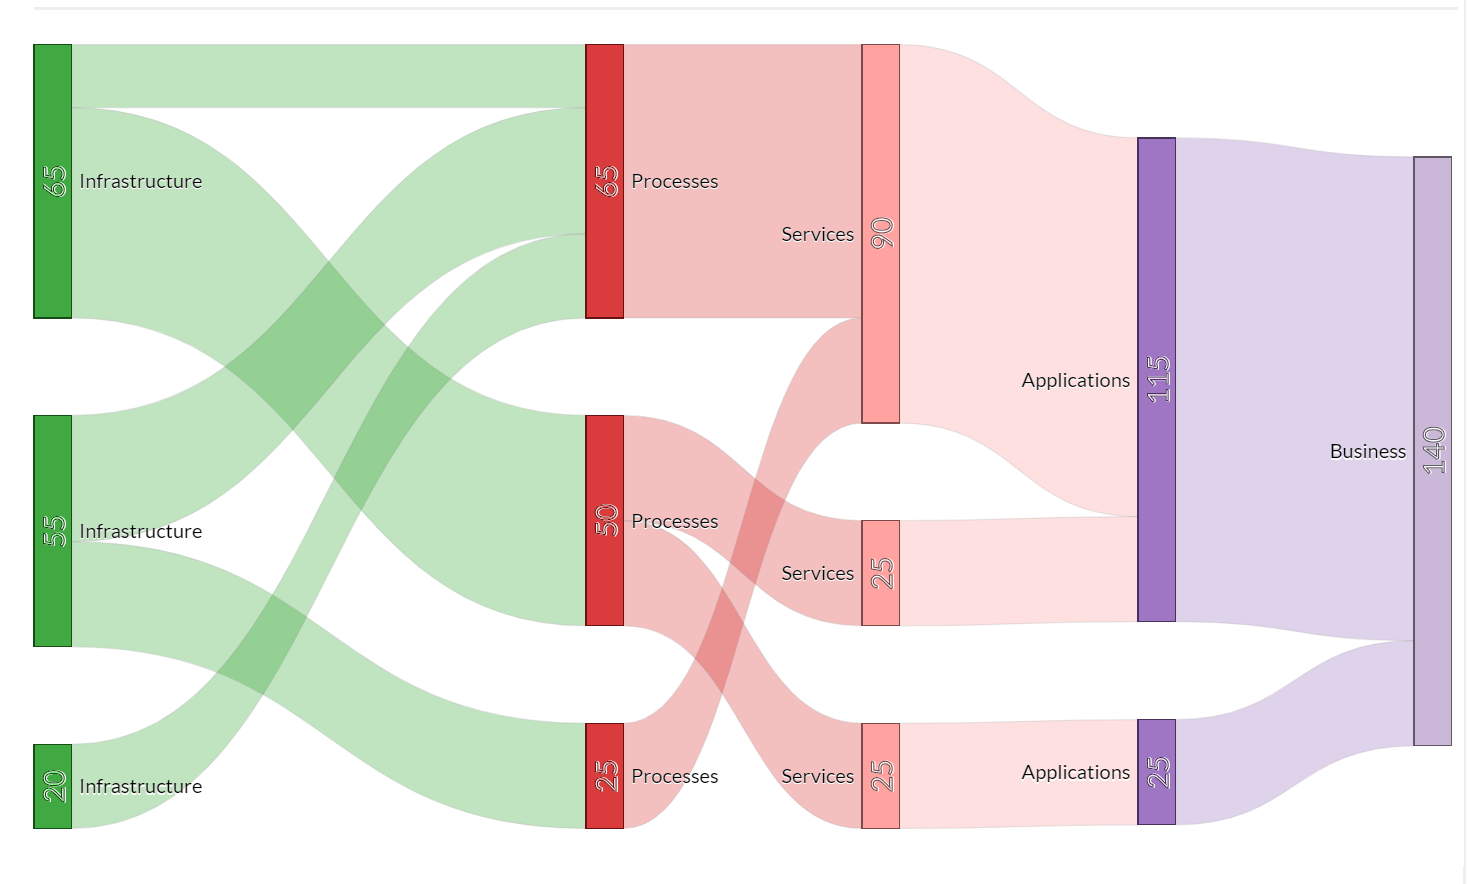 65
Infrastructure
65
Processes
Services
90
Applications
115
Business
140
55
Infrastructure
50
Processes
Services
25
20
Infrastructure
25
Processes
Services
25
Applications
25